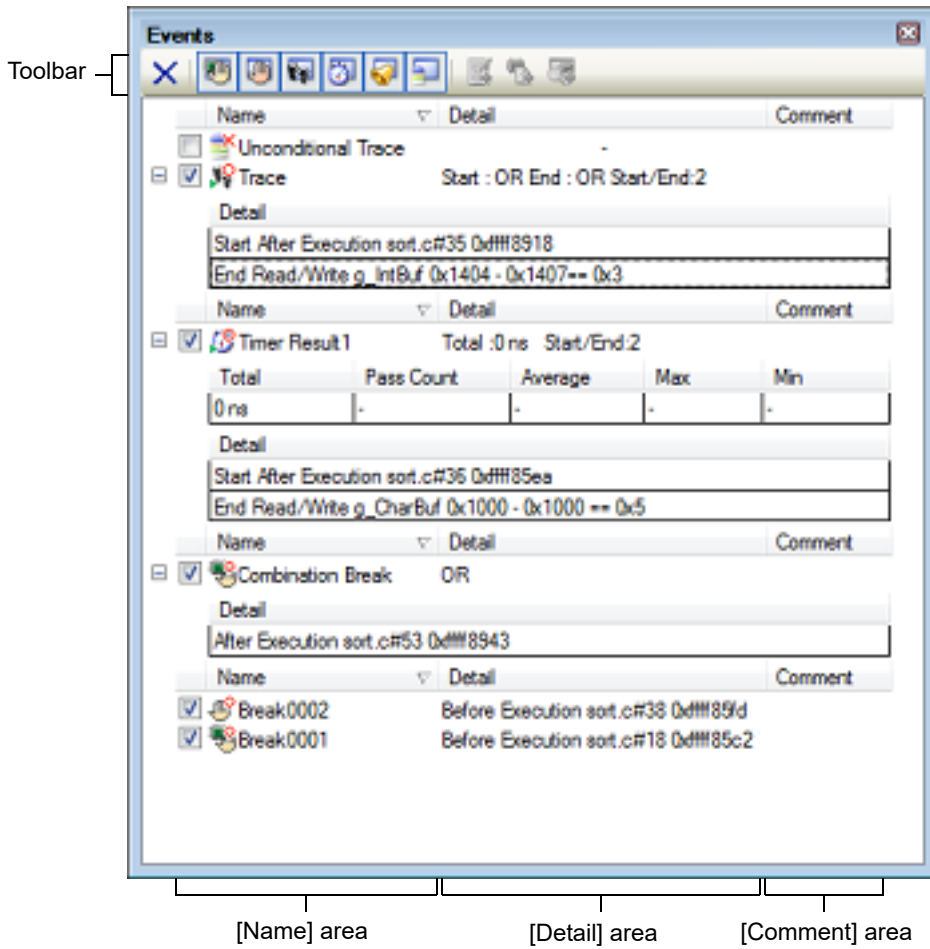 Events
Toolbar
Name Detail Comment
Unconditional Trace -
Trace Start : OR End : OR Start/End:2
Detail
Start After Execution sort.c#35 0xffff8918
End Read/Write g_IntBuf 0x1404 - 0x1407== 0x3
Name Detail Comment
Timer Result1 Total :0 ns Start/End:2
Total Pass Count Average Max Min
0 ns - - - -
Detail
Start After Execution sort.c#36 0xffff85ea
End Read/Write g_CharBuf 0x1000 - 0x1000 == 0x5
Name Detail Comment
Combination Break OR
Detail
After Execution sort.c#53 0xffff8943
Name Detail Comment
Break0002 Before Execution sort.c#38 0xffff85fd
Break0001 Before Execution sort.c#18 0xffff85c2
[Name] area [Detail] area [Comment] area